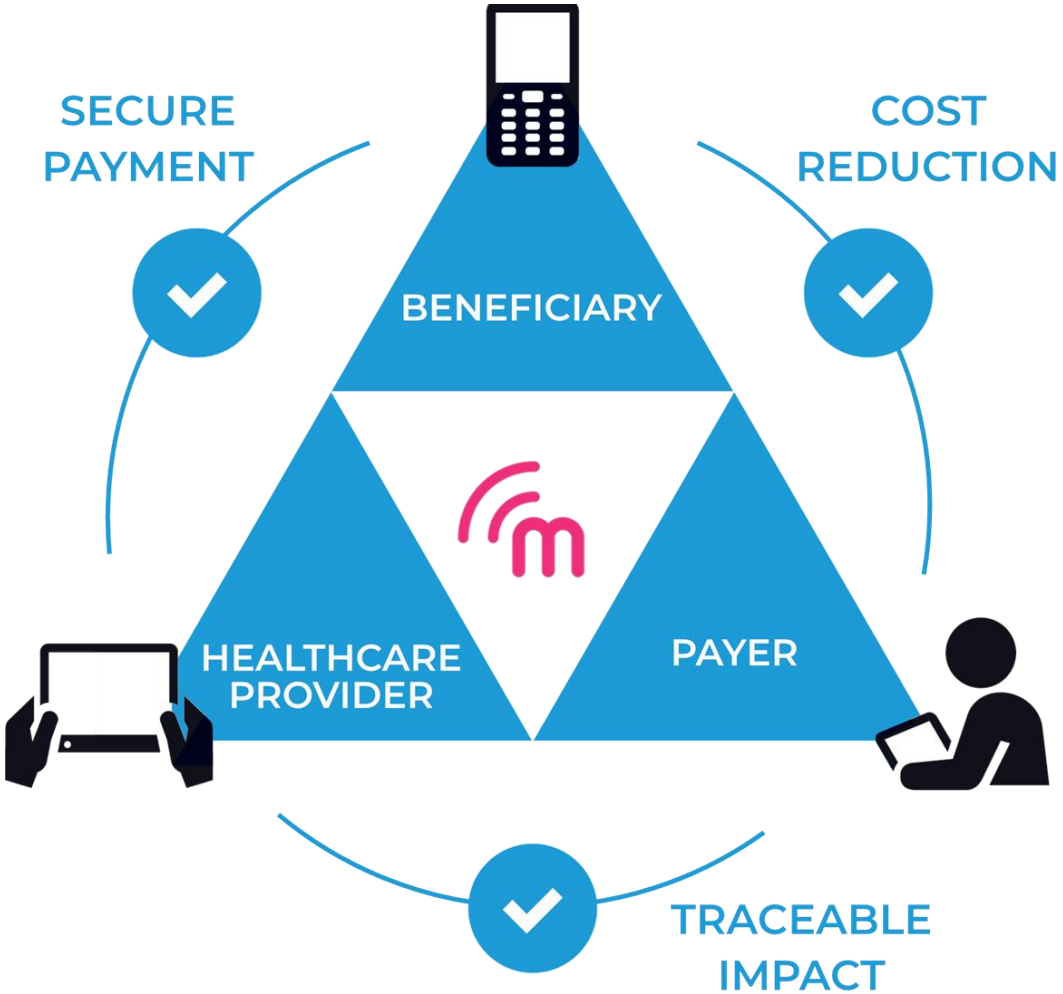 SECURE
PAYMENT
COST
REDUCTION
BENEFICIARY
m
HEALTHCARE
PROVIDER
PAYER
TRACEABLE
IMPACT